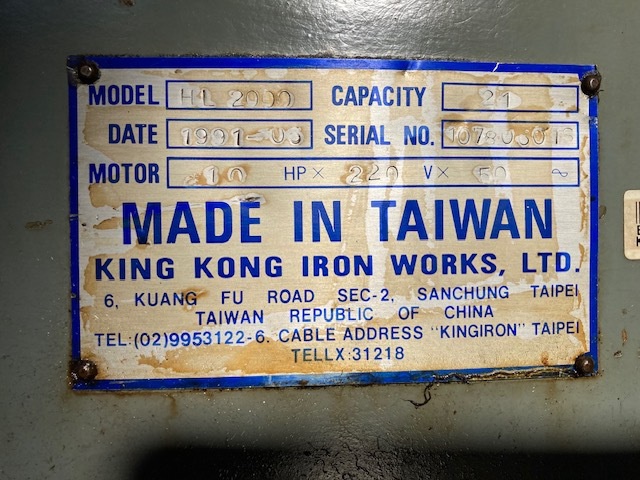 MODEL HL 2000 CAPACITY 21
DATE 1991-03 SERIAL NO.
MOTOR 10 HP X 220 V X 50 ~
MADE IN TAIWAN
KING KONG IRON WORKS, LTD.
6, KUANG FU ROAD SEC-2, SANCHUNG TAIPEI
TAIWAN REPUBLIC OF CHINA
TEL:(02)9953122-6. CABLE ADDRESS "KINGIRON" TAIPEI
TELLX:31218